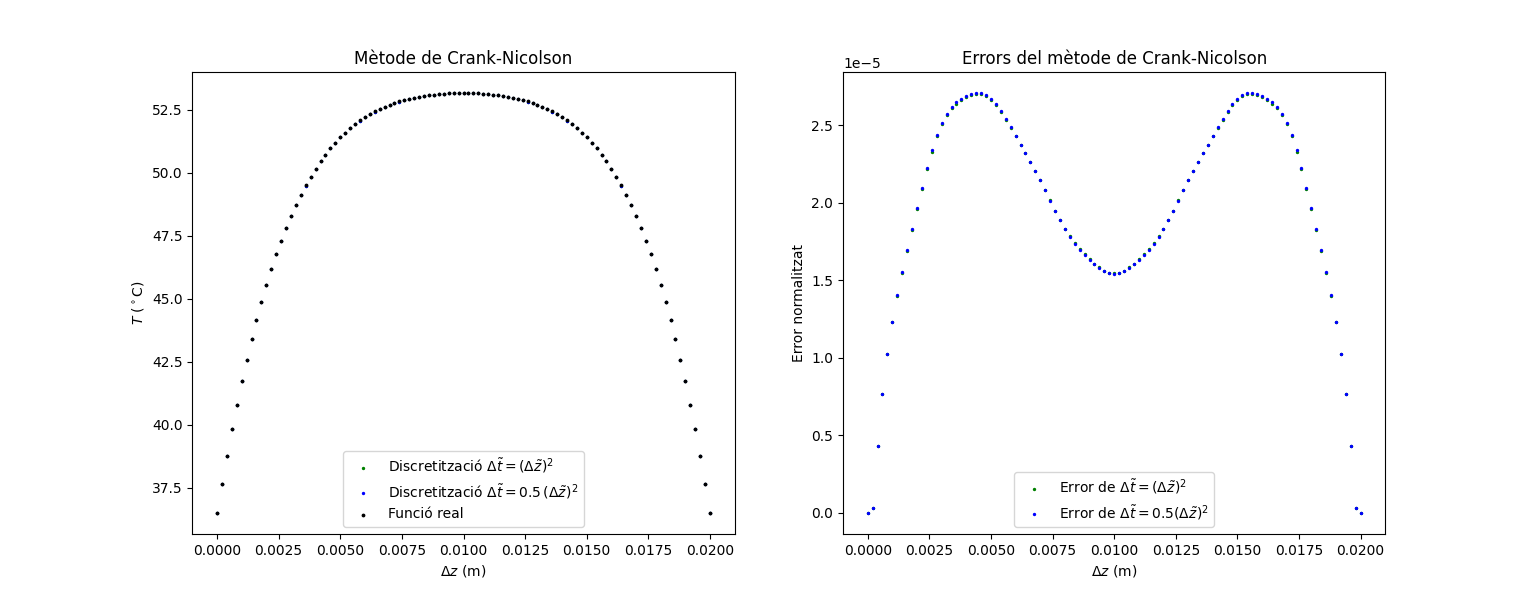 Mètode de Crank-Nicolson
T (°C)
52.5
50.0
47.5
45.0
42.5
40.0
37.5
Discretització Δt̃ = (Δz̃)²
Discretització Δt̃ = 0.5 (Δz̃)²
Funció real
0.0000 0.0025 0.0050 0.0075 0.0100 0.0125 0.0150 0.0175 0.0200
Δz (m)
Errors del mètode de Crank-Nicolson
1e−5
Error normalitzat
2.5
2.0
1.5
1.0
0.5
0.0
Error de Δt̃ = (Δz̃)²
Error de Δt̃ = 0.5(Δz̃)²
0.0000 0.0025 0.0050 0.0075 0.0100 0.0125 0.0150 0.0175 0.0200
Δz (m)